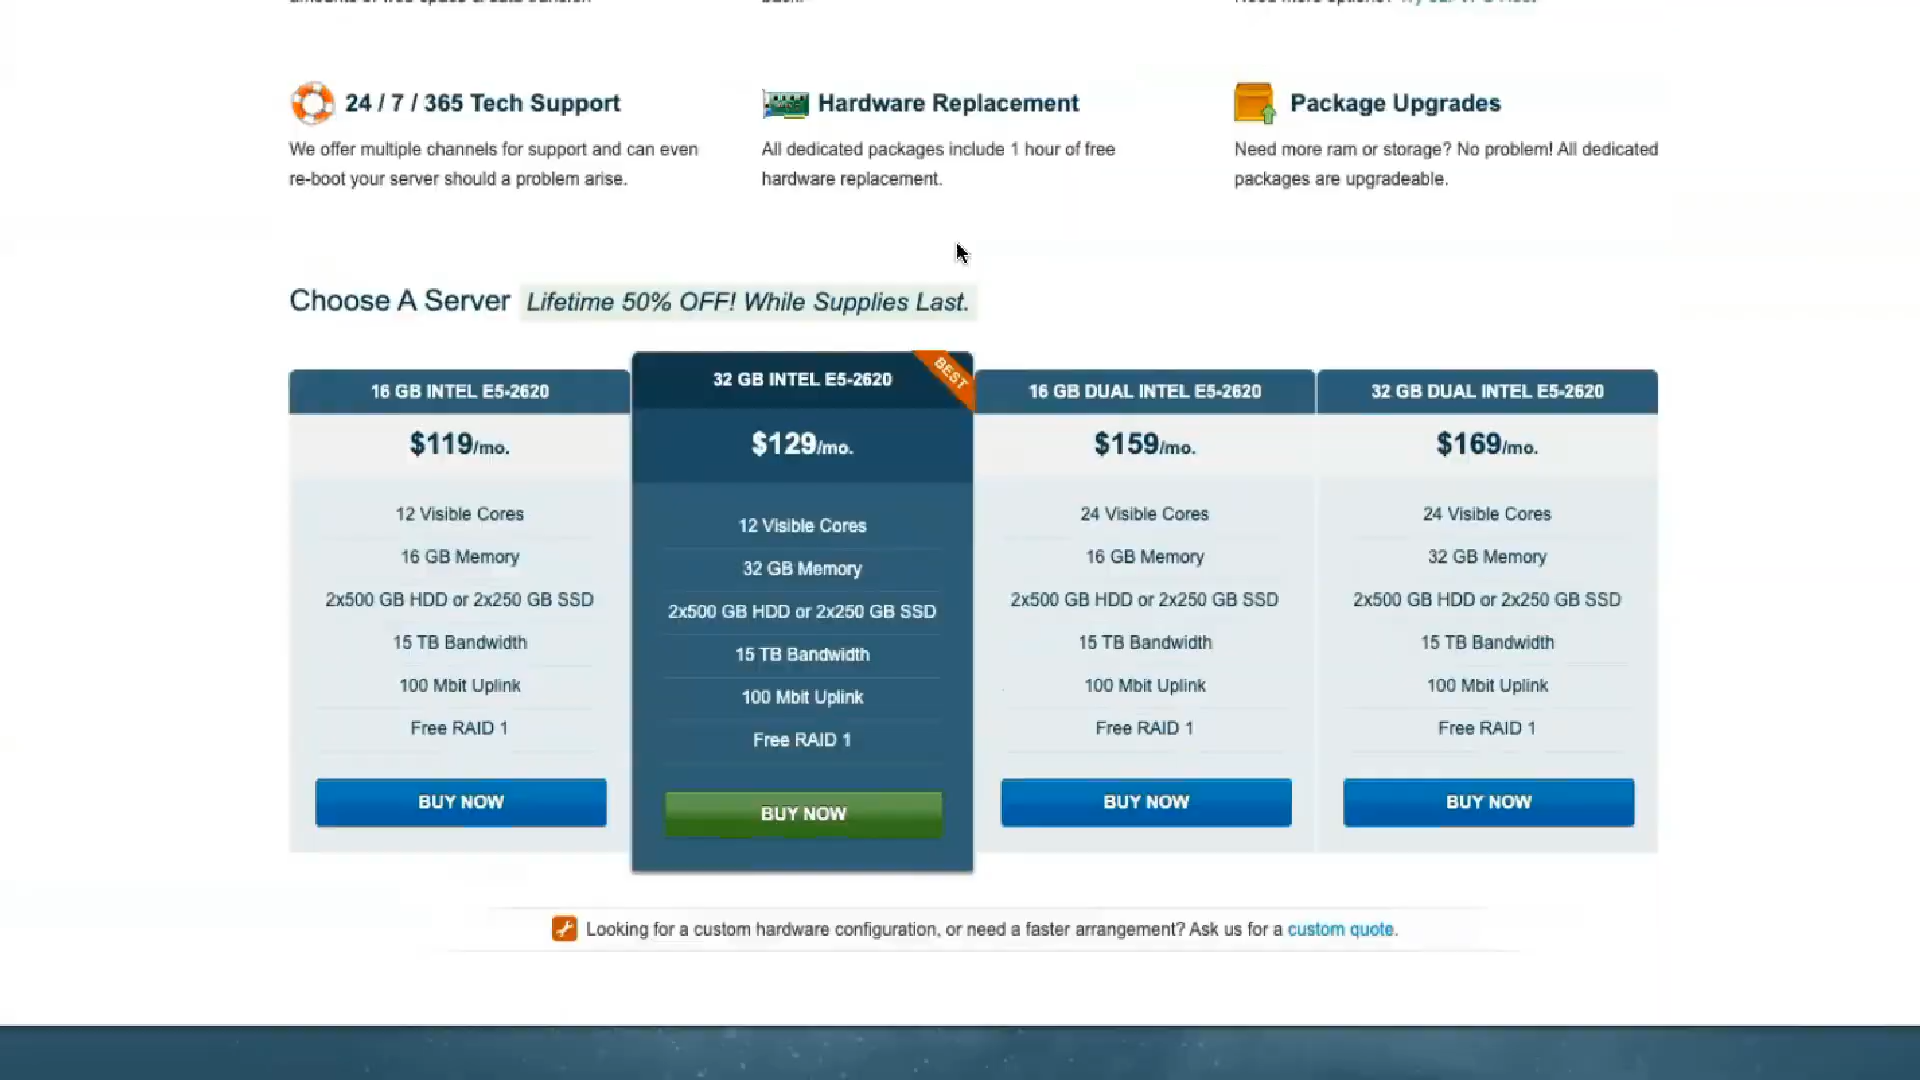 24 / 7 / 365 Tech Support
We offer multiple channels for support and can even
re-boot your server should a problem arise.
Hardware Replacement
All dedicated packages include 1 hour of free
hardware replacement.
Package Upgrades
Need more ram or storage? No problem! All dedicated
packages are upgradeable.
Choose A Server Lifetime 50% OFF! While Supplies Last.
16 GB INTEL E5-2620
$119/mo.
12 Visible Cores
16 GB Memory
2x500 GB HDD or 2x250 GB SSD
15 TB Bandwidth
100 Mbit Uplink
Free RAID 1
BUY NOW
BEST
32 GB INTEL E5-2620
$129/mo.
12 Visible Cores
32 GB Memory
2x500 GB HDD or 2x250 GB SSD
15 TB Bandwidth
100 Mbit Uplink
Free RAID 1
BUY NOW
16 GB DUAL INTEL E5-2620
$159/mo.
24 Visible Cores
16 GB Memory
2x500 GB HDD or 2x250 GB SSD
15 TB Bandwidth
100 Mbit Uplink
Free RAID 1
BUY NOW
32 GB DUAL INTEL E5-2620
$169/mo.
24 Visible Cores
32 GB Memory
2x500 GB HDD or 2x250 GB SSD
15 TB Bandwidth
100 Mbit Uplink
Free RAID 1
BUY NOW
Looking for a custom hardware configuration, or need a faster arrangement? Ask us for a custom quote.